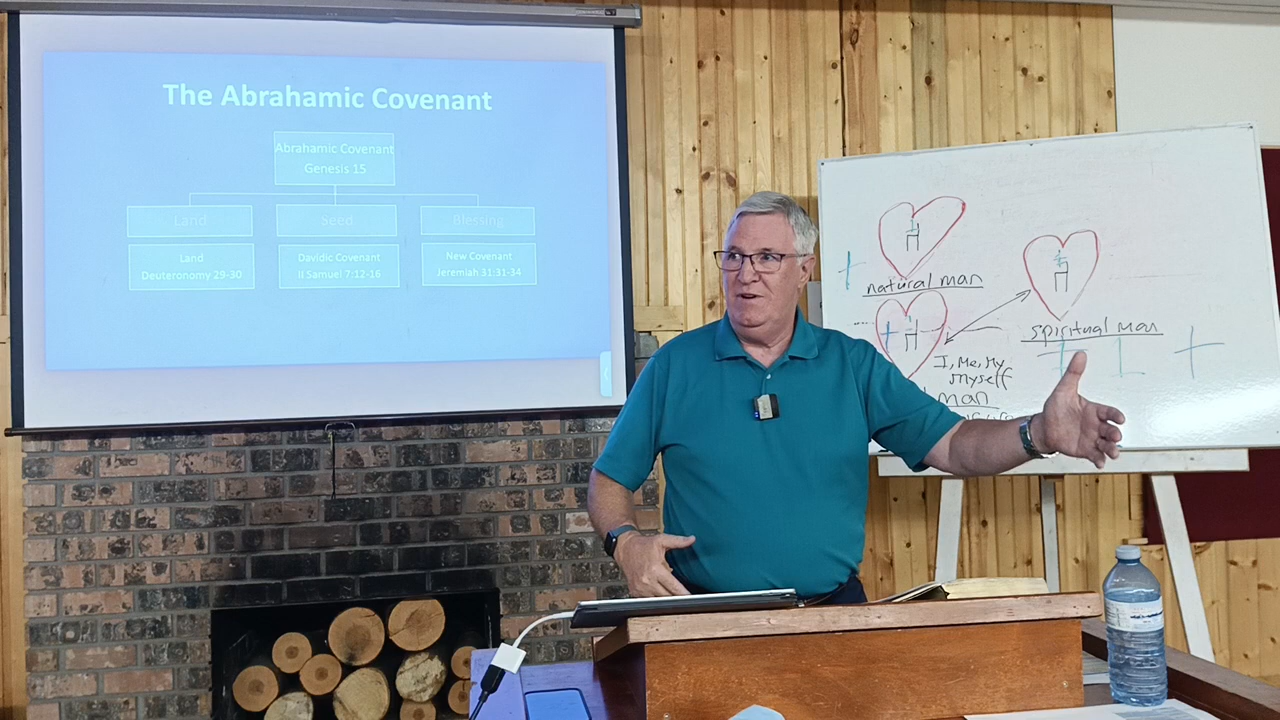 The Abrahamic Covenant
Abrahamic Covenant
Genesis 15
Land
Seed
Blessing
Land
Deuteronomy 29-30
Davidic Covenant
II Samuel 7:12-16
New Covenant
Jeremiah 31:31-34
natural man
spiritual man
I, Me, My
Myself
man